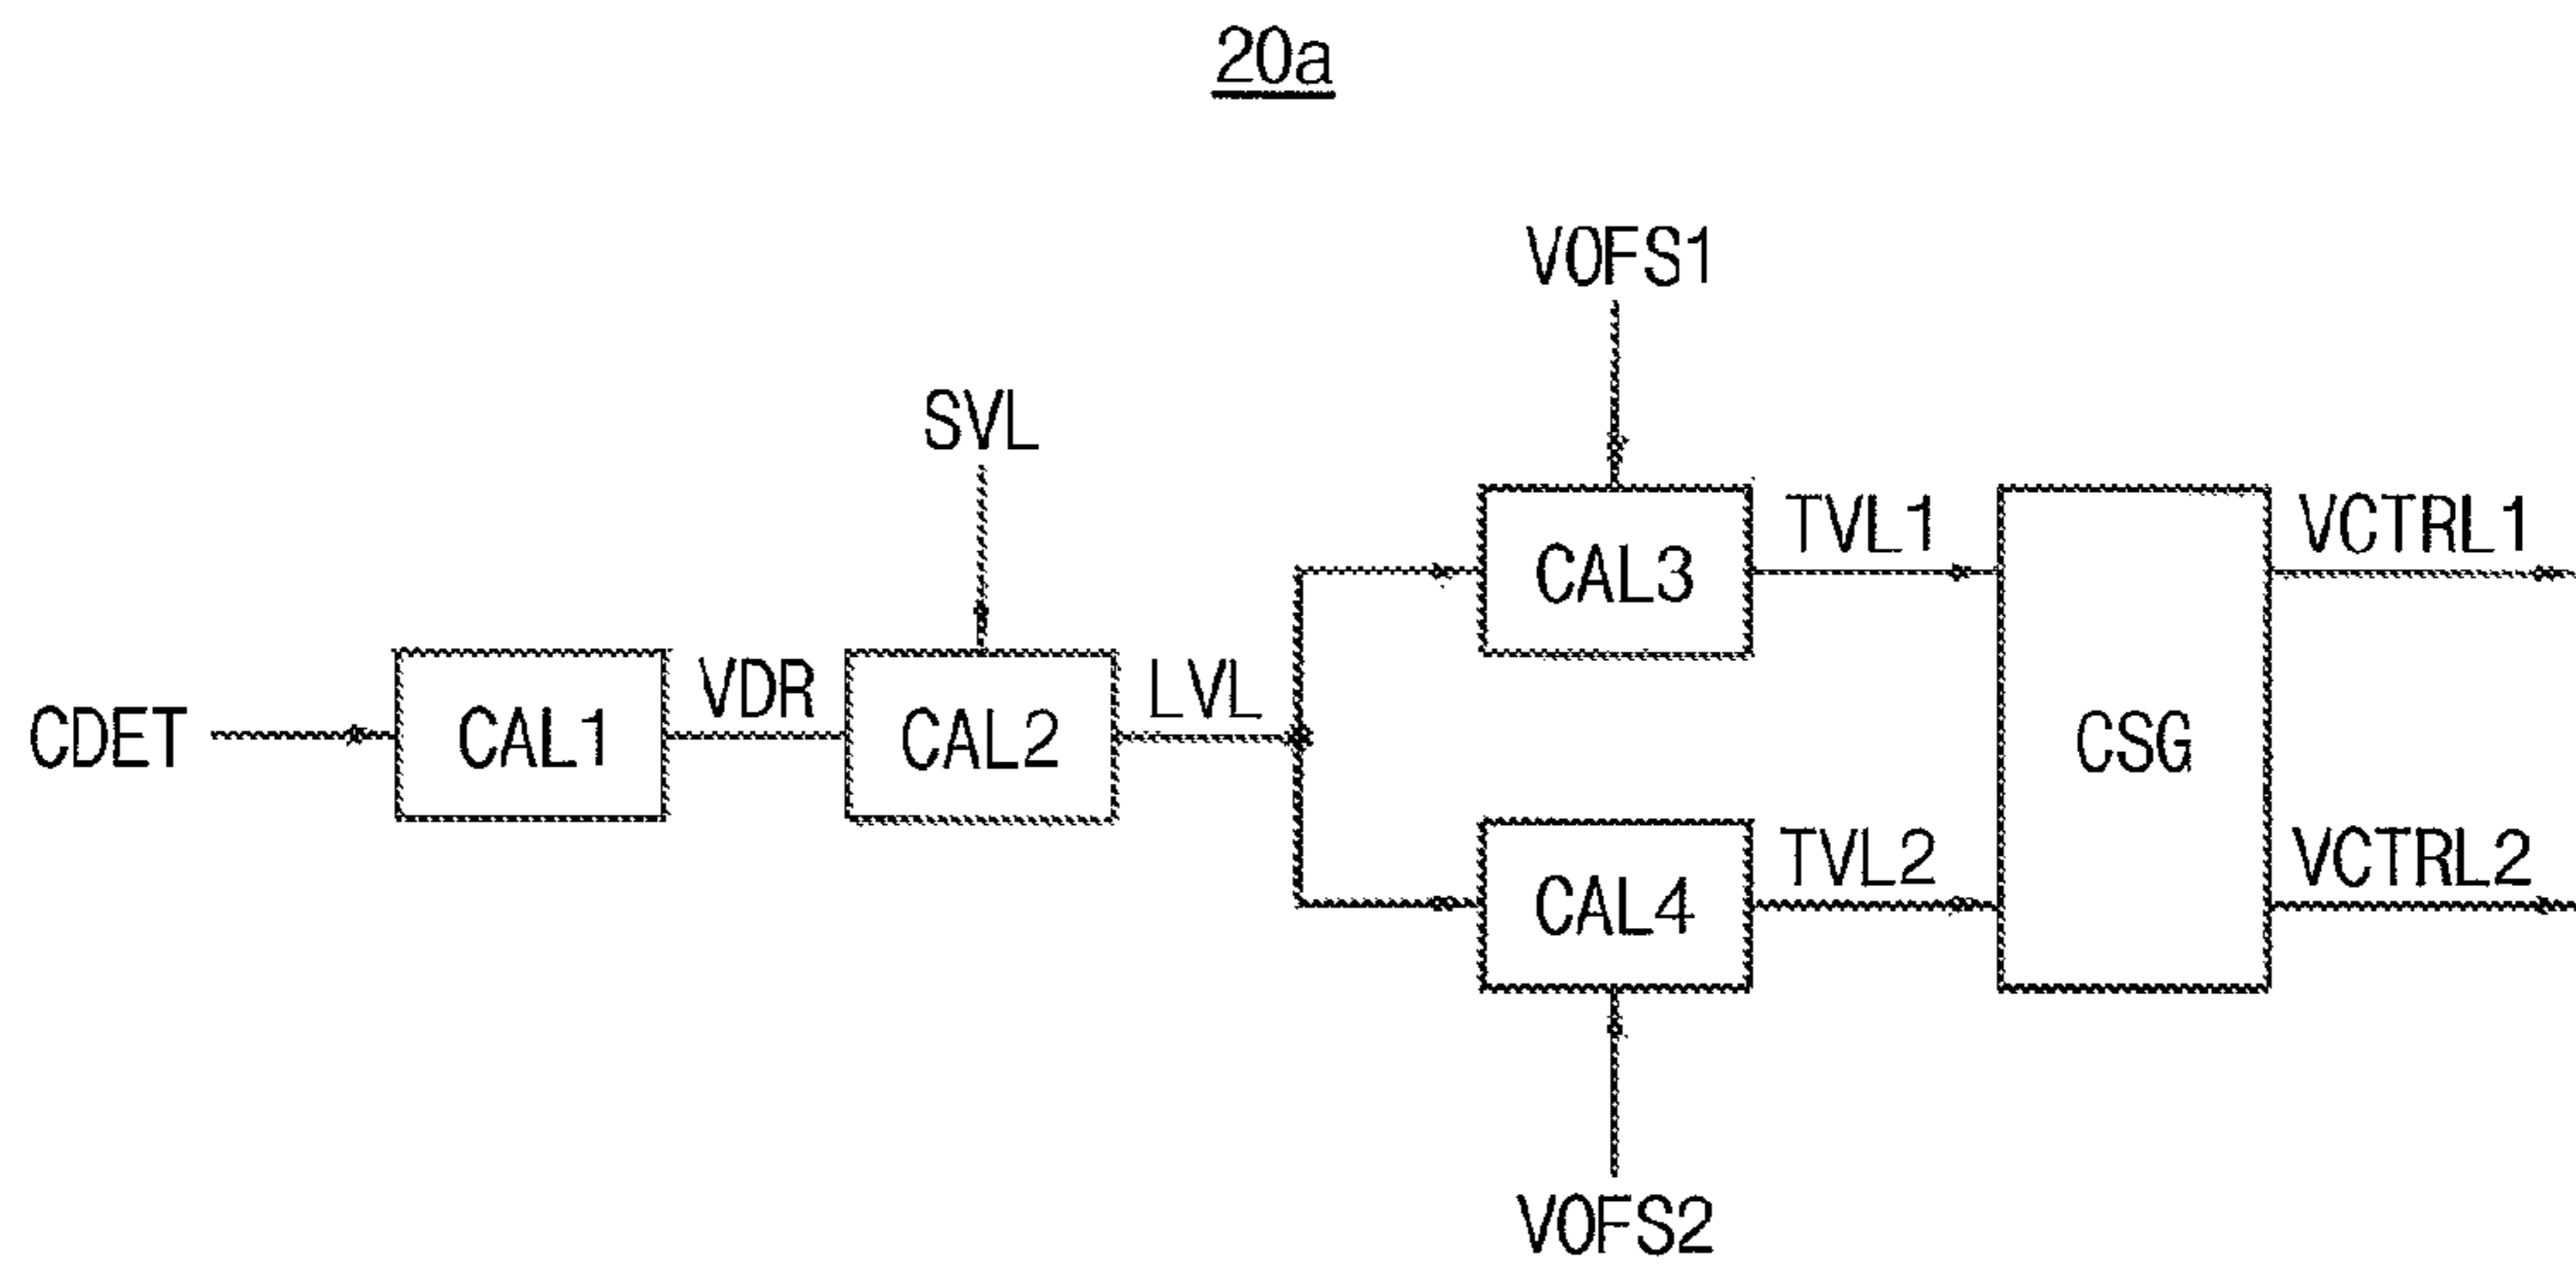 20a
VOFS1
SVL
TVL1
VCTRL1
CAL3
VDR
LVL
CDET
CAL1
CAL2
CSG
TVL2
VCTRL2
CAL4
VOFS2